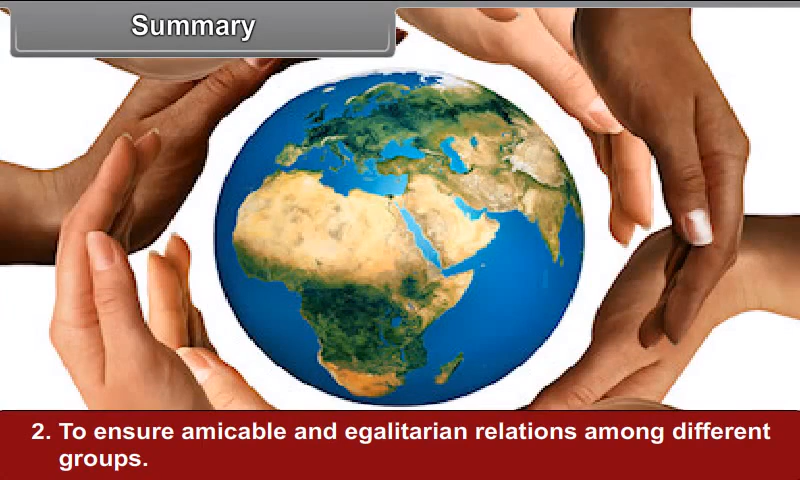 Summary
2. To ensure amicable and egalitarian relations among different
groups.